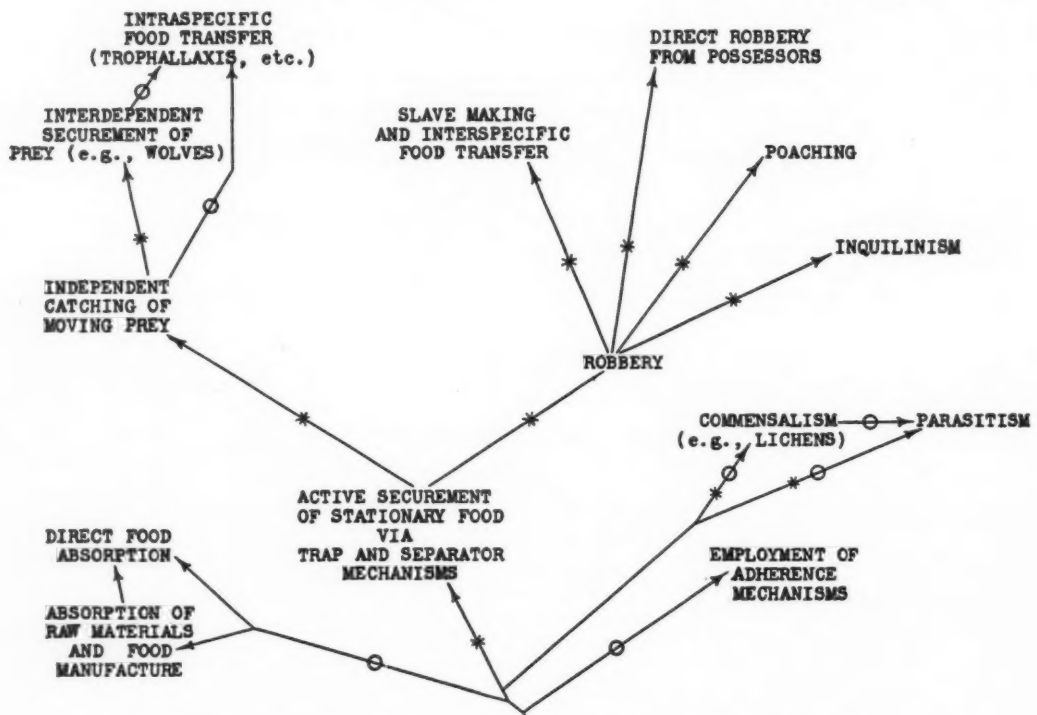 INTRASPECIFIC
FOOD TRANSFER
(TROPHALLAXIS, etc.)
DIRECT ROBBERY
FROM POSSESSORS
INTERDEPENDENT
SECUREMENT OF
PREY (e.g., WOLVES)
SLAVE MAKING
AND INTERSPECIFIC
FOOD TRANSFER
POACHING
INQUILINISM
INDEPENDENT
CATCHING OF
MOVING PREY
ROBBERY
COMMENSALISM
(e.g., LICHENS)
PARASITISM
ACTIVE SECUREMENT
OF STATIONARY FOOD
VIA
TRAP AND SEPARATOR
MECHANISMS
DIRECT FOOD
ABSORPTION
EMPLOYMENT OF
ADHERENCE
MECHANISMS
ABSORPTION OF
RAW MATERIALS
AND FOOD
MANUFACTURE